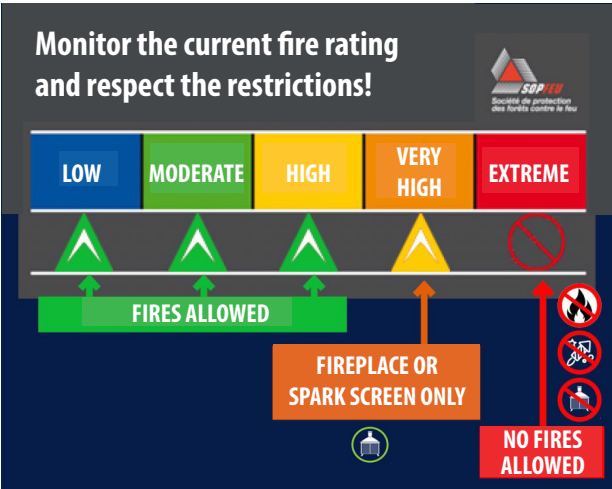 Monitor the current fire rating
and respect the restrictions!
SOPFEU
Société de protection
des forêts contre le feu
LOW
MODERATE
HIGH
VERY
HIGH
EXTREME
FIRES ALLOWED
FIREPLACE OR
SPARK SCREEN ONLY
NO FIRES
ALLOWED